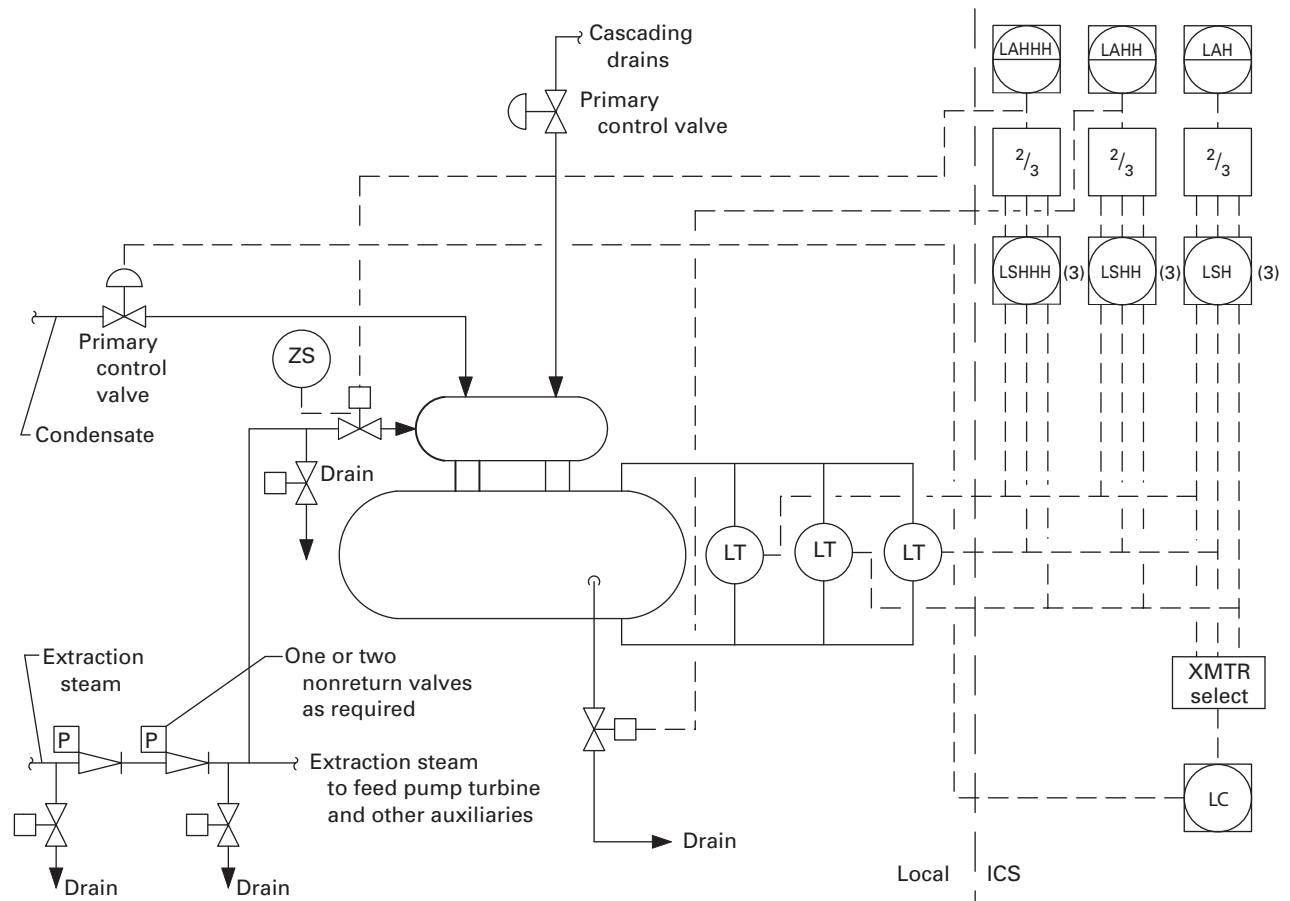 Cascading
drains
Primary
control valve
LAHHH
LAHH
LAH
2/3
2/3
2/3
LSHHH
(3)
LSHH
(3)
LSH
(3)
Primary
control
valve
Condensate
ZS
Drain
LT
LT
LT
Extraction
steam
One or two
nonreturn valves
as required
P
P
Extraction steam
to feed pump turbine
and other auxiliaries
Drain
Drain
Drain
XMTR
select
LC
Local
ICS